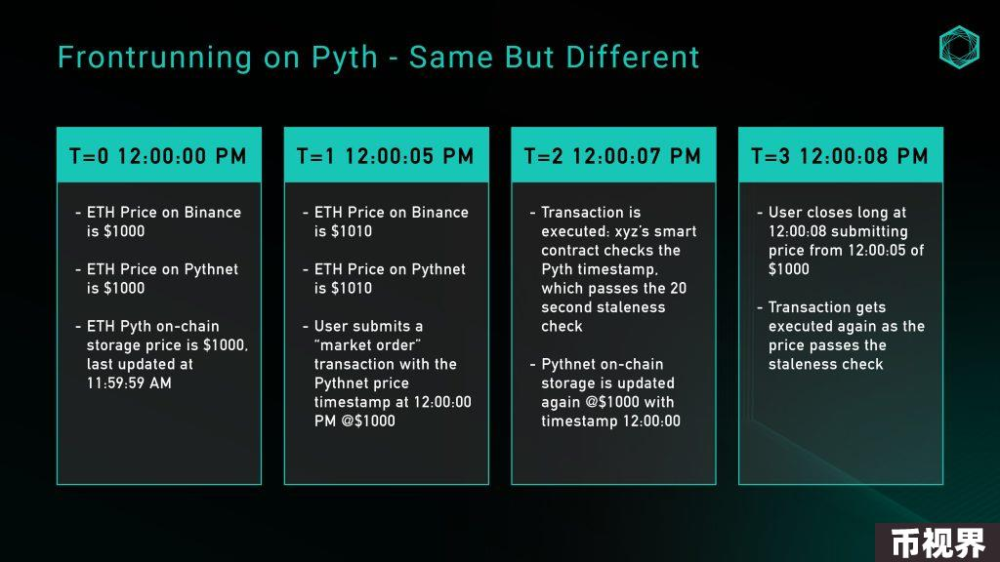 Frontrunning on Pyth - Same But Different
T=0 12:00:00 PM
- ETH Price on Binance
is $1000
- ETH Price on Pythnet
is $1000
- ETH Pyth on-chain
storage price is $1000,
last updated at
11:59:59 AM
T=1 12:00:05 PM
- ETH Price on Binance
is $1010
- ETH Price on Pythnet
is $1010
- User submits a
“market order”
transaction with the
Pythnet price
timestamp at 12:00:00
PM @$1000
T=2 12:00:07 PM
- Transaction is
executed: xyz’s smart
contract checks the
Pyth timestamp,
which passes the 20
second staleness
check
- Pythnet on-chain
storage is updated
again @$1000 with
timestamp 12:00:00
T=3 12:00:08 PM
- User closes long at
12:00:08 submitting
price from 12:00:05 of
$1000
- Transaction gets
executed again as the
price passes the
staleness check
币视界